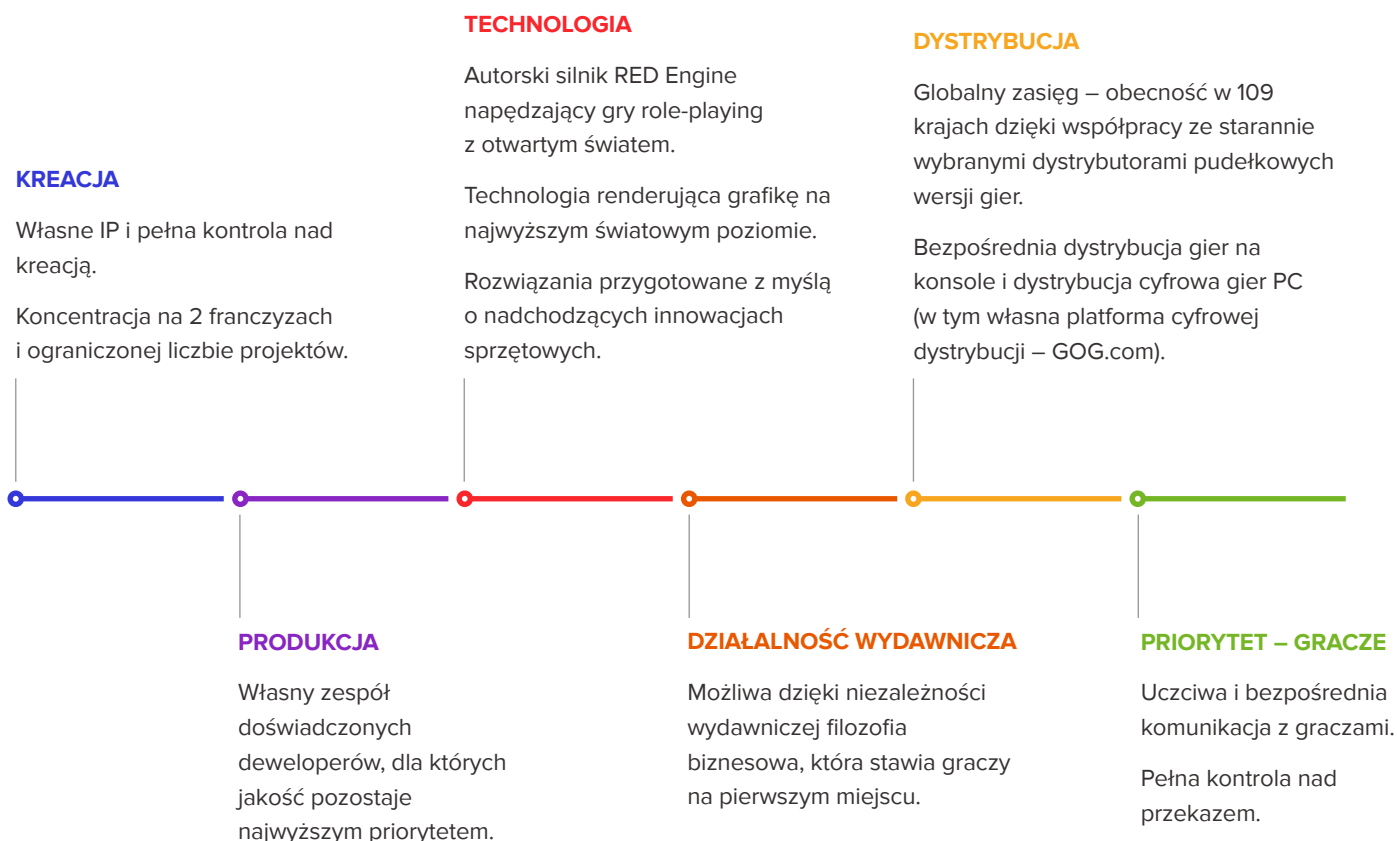 KREACJA
Własne IP i pełna kontrola nad
kreacją.
Koncentracja na 2 franczyzach
i ograniczonej liczbie projektów.
PRODUKCJA
Własny zespół
doświadczonych
deweloperów, dla których
jakość pozostaje
najwyższym priorytetem.
TECHNOLOGIA
Autorski silnik RED Engine
napędzający gry role-playing
z otwartym światem.
Technologia renderująca grafikę na
najwyższym światowym poziomie.
Rozwiązania przygotowane z myślą
o nadchodzących innowacjach
sprzętowych.
DZIAŁALNOŚĆ WYDAWNICZA
Możliwa dzięki niezależności
wydawniczej filozofia
biznesowa, która stawia graczy
na pierwszym miejscu.
DYSTRYBUCJA
Globalny zasięg – obecność w 109
krajach dzięki współpracy ze starannie
wybranymi dystrybutorami pudełkowych
wersji gier.
Bezpośrednia dystrybucja gier na
konsole i dystrybucja cyfrowa gier PC
(w tym własna platforma cyfrowej
dystrybucji – GOG.com).
PRIORYTET – GRACZE
Uczciwa i bezpośrednia
komunikacja z graczami.
Pełna kontrola nad
przekazem.